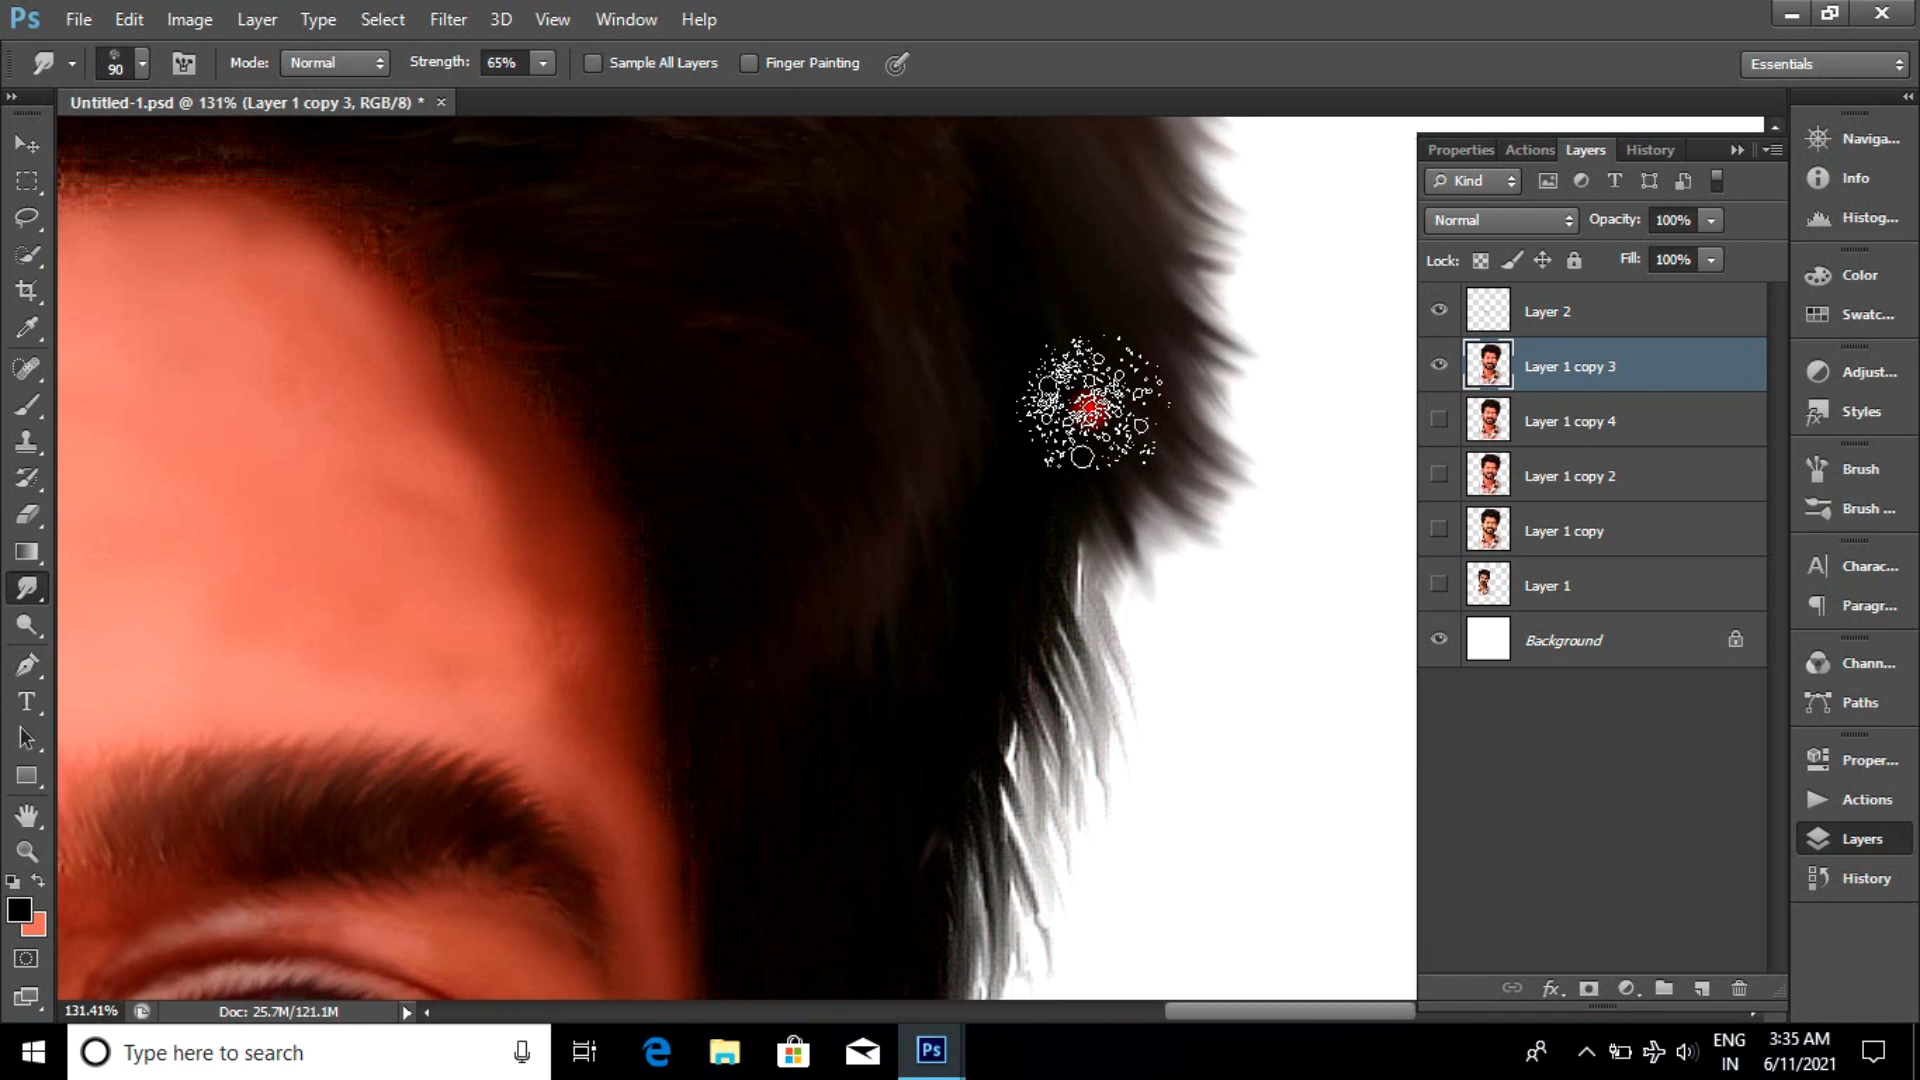 Ps File Edit Image Layer Type Select Filter 3D View Window Help
90 Mode: Normal Strength: 65% Sample All Layers Finger Painting Essentials
Untitled-1.psd @ 131% (Layer 1 copy 3, RGB/8) *
Properties Actions Layers History
Kind
Normal Opacity: 100%
Lock: Fill: 100%
Layer 2
Layer 1 copy 3
Layer 1 copy 4
Layer 1 copy 2
Layer 1 copy
Layer 1
Background
Naviga...
Info
Histog...
Color
Swatc...
Adjust...
Styles
Brush
Brush ...
Charac...
Paragr...
Chann...
Paths
Proper...
Actions
Layers
History
131.41% Doc: 25.7M/121.1M
Type here to search
Ps
ENG
IN
3:35 AM
6/11/2021